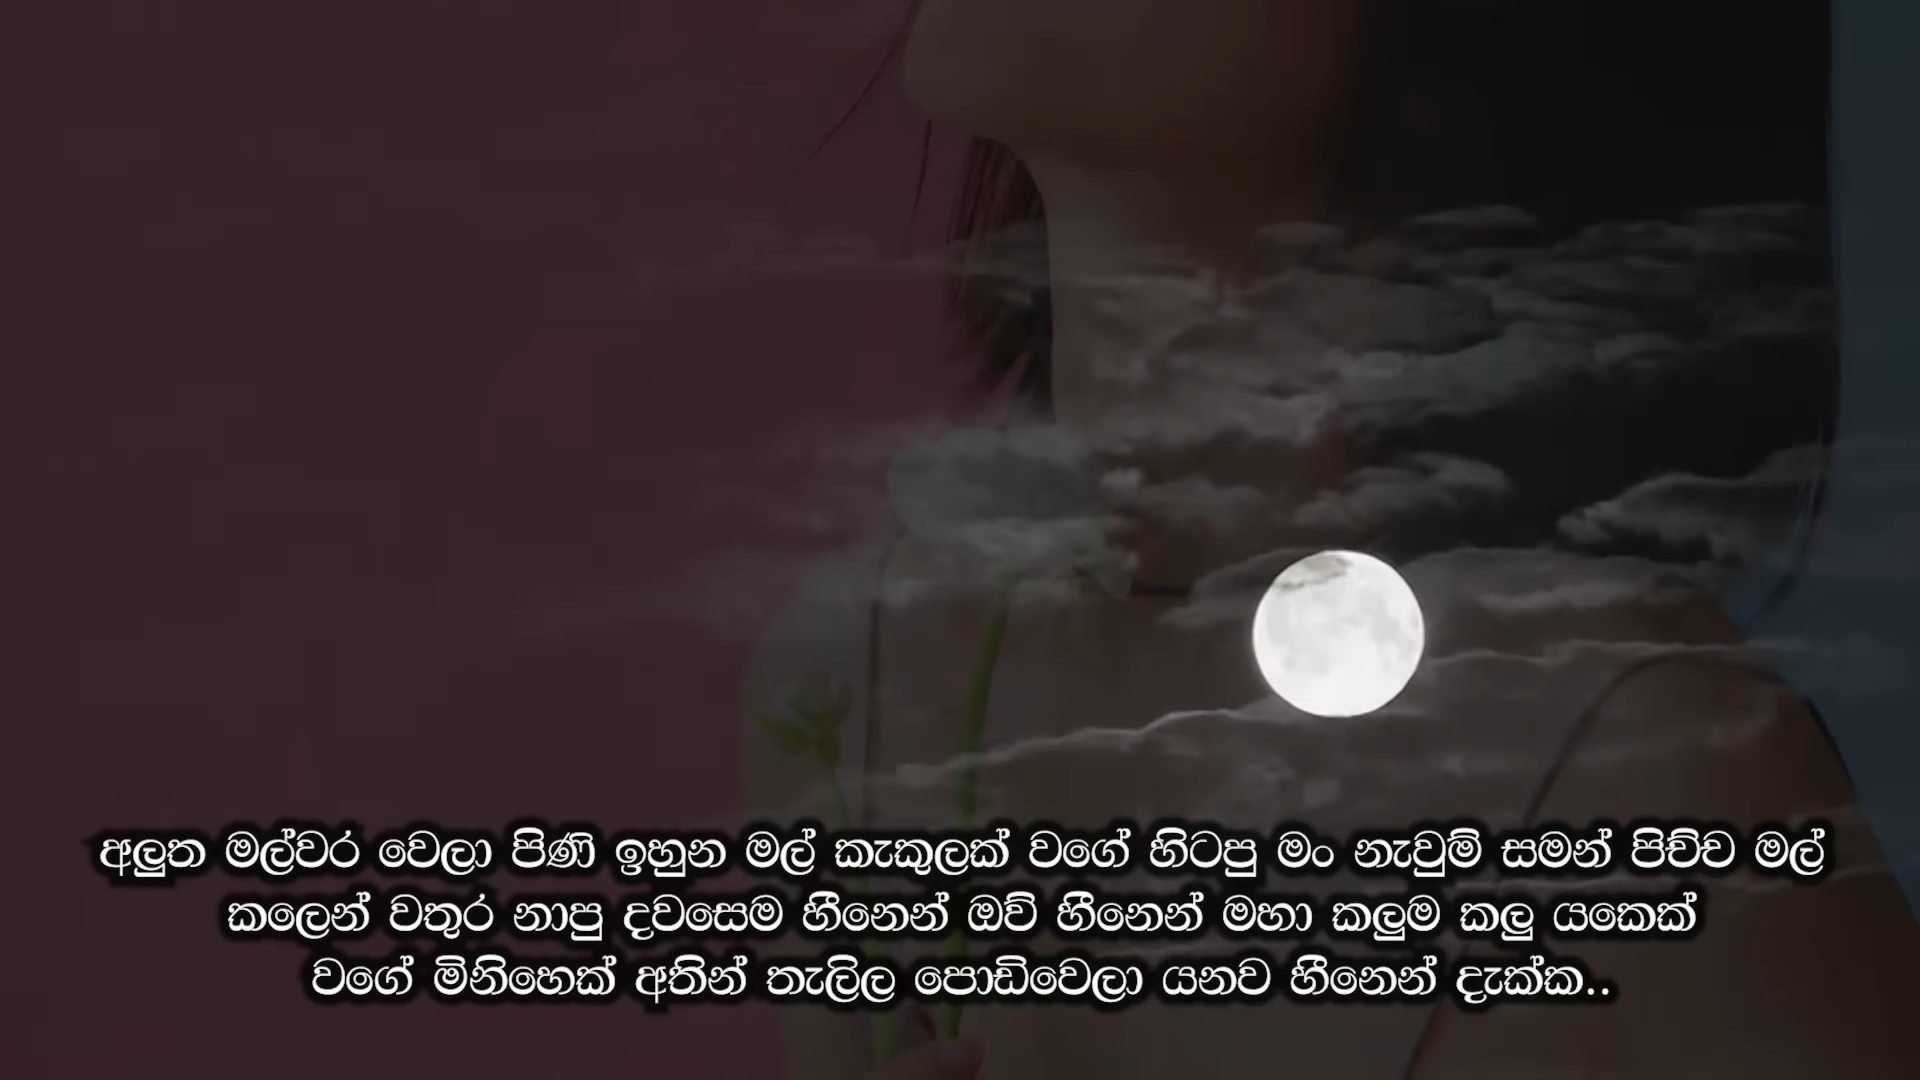 අලුත මල්වර වෙලා පිණි ඉහුන මල් කැකුලක් වගේ හිටපු මං නැවුම් සමන් පිච්ච මල්
කලෙන් වතුර නාපු දවසෙම හීනෙන් ඔව් හීනෙන් මහා කලුම කලු යකෙක්
වගේ මිනිහෙක් අතින් තැලිල පොඩිවෙලා යනව හීනෙන් දැක්ක..